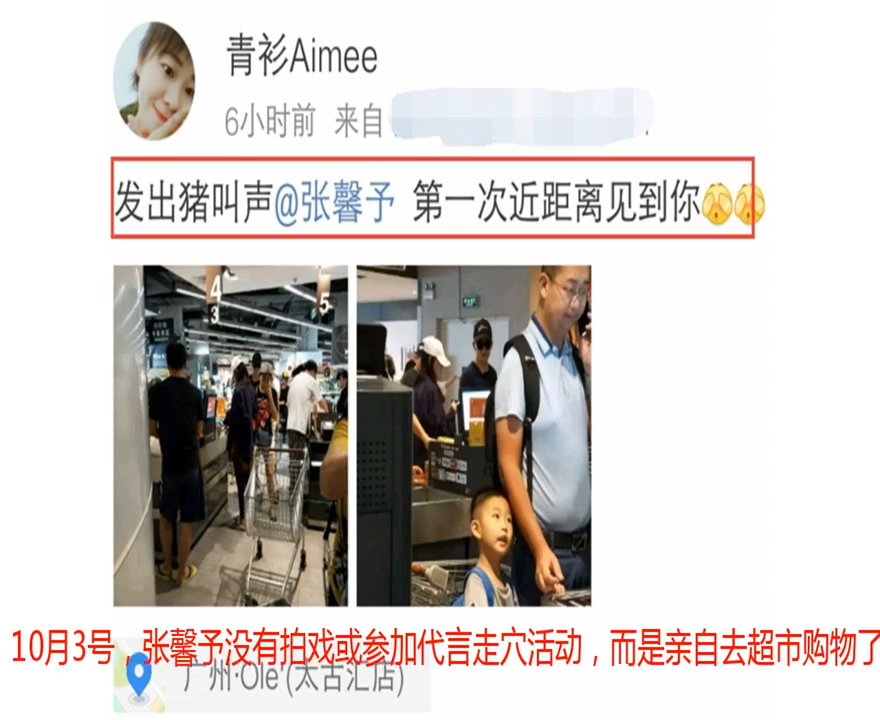 青衫Aimee
6小时前 来自
发出猪叫声@张馨予 第一次近距离见到你
4
3
5
10月3号，张馨予没有拍戏或参加代言走穴活动，而是亲自去超市购物了
广州·Ole'(太古汇店)